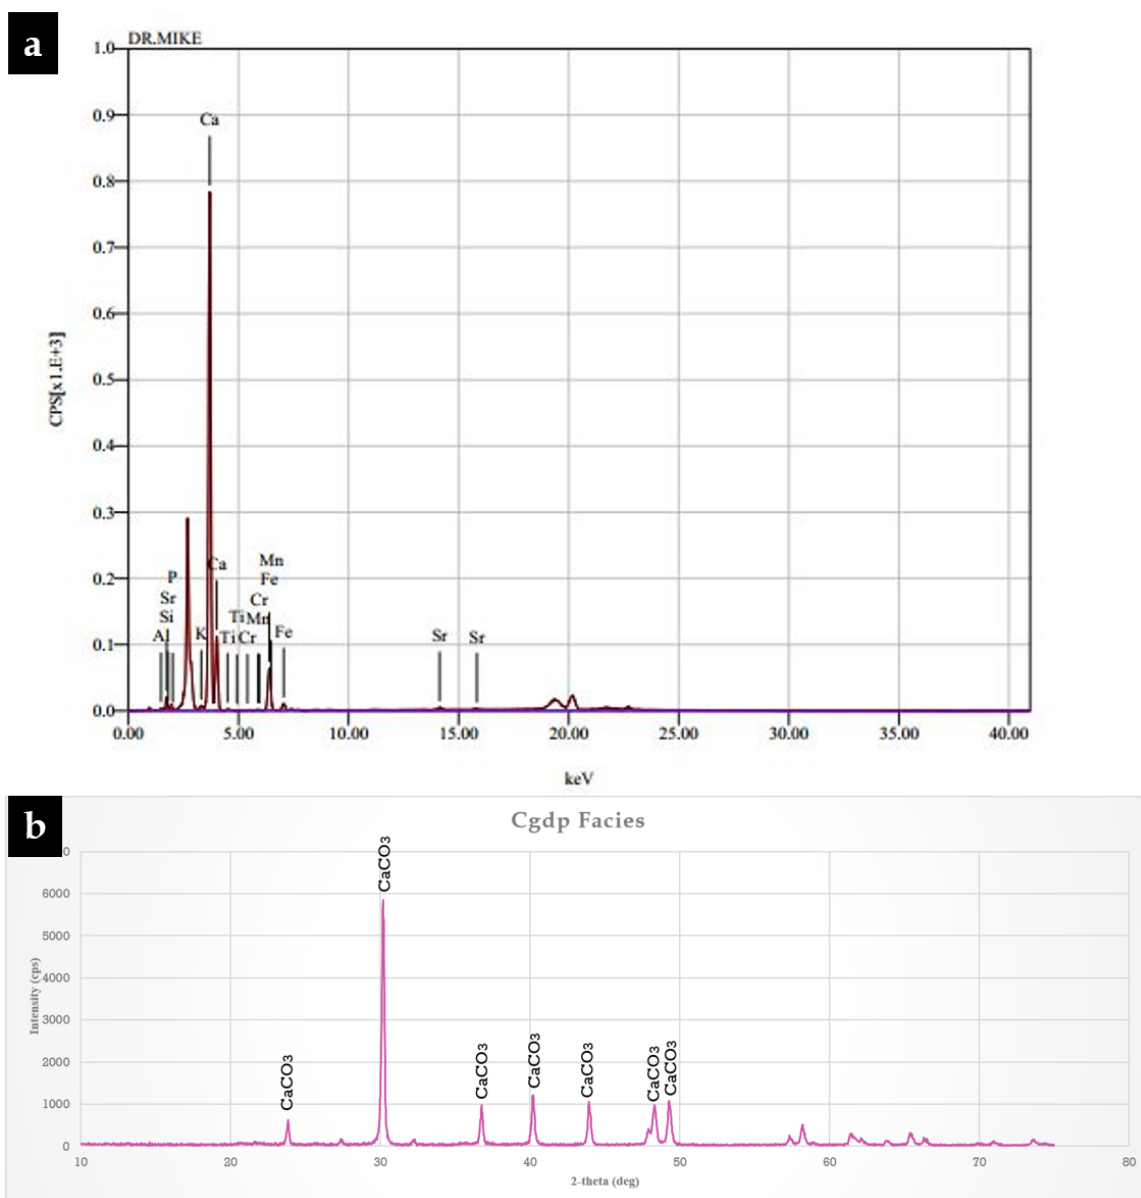 a
DR.MIKE
1.0
0.9
Ca
0.8
0.7
0.6
CPS[x1.E+3]
0.5
0.4
0.3
Ca
Mn
P
0.2
Fe
Sr
Cr
Si
Ti Mn
Al
K
Ti Cr
Fe
Sr
Sr
0.1
0.0
0.00 5.00 10.00 15.00 20.00 25.00 30.00 35.00 40.00
keV
b
Cgdp Facies
0
6000
5000
4000
3000
2000
1000
0
Intensity (cps)
CaCO3
CaCO3
CaCO3
CaCO3
CaCO3
CaCO3
CaCO3
10 20 30 40 50 60 70 80
2-theta (deg)